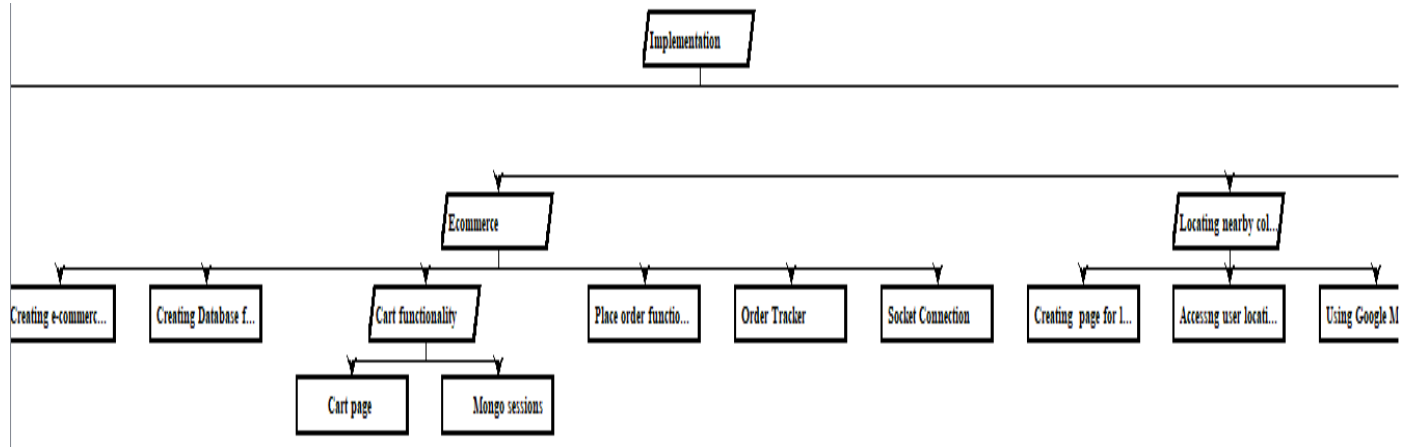 Implementation
Ecommerce
Locating nearby col...
Creating e-commerc...
Creating Database f...
Cart functionality
Place order functio...
Order Tracker
Socket Connection
Creating page for l...
Accessng user locati...
Using Google M
Cart page
Mongo sessions